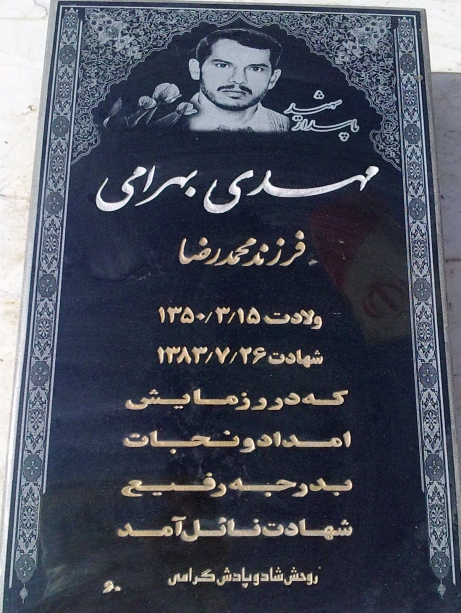 شهید
پاسدار
مهدی بهرامی
فرزند محمدرضا
ولادت ۱۳۵۰/۳/۱۵
شهادت ۱۳۸۳/۷/۲۶
که در رزمایش
امداد و نجات
بدرجه رفیع
شهادت نائل آمد
روحش شاد و یادش گرامی